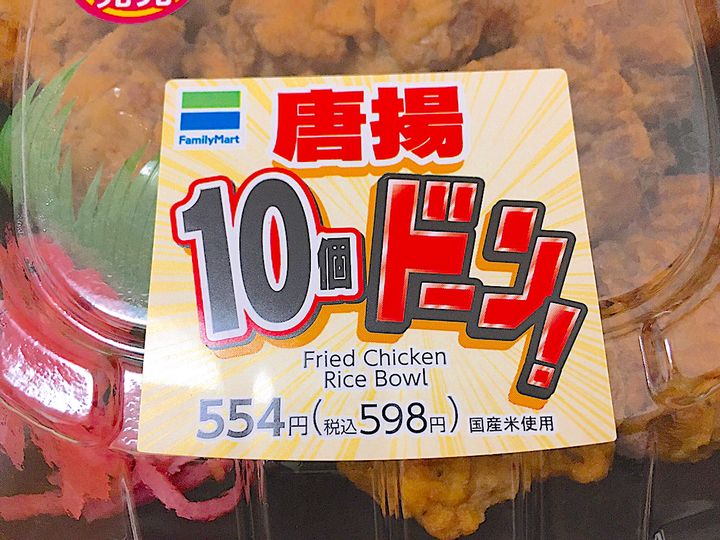 FamilyMart
唐揚
10個ドーン!
Fried Chicken
Rice Bowl
554円(税込598円) 国産米使用